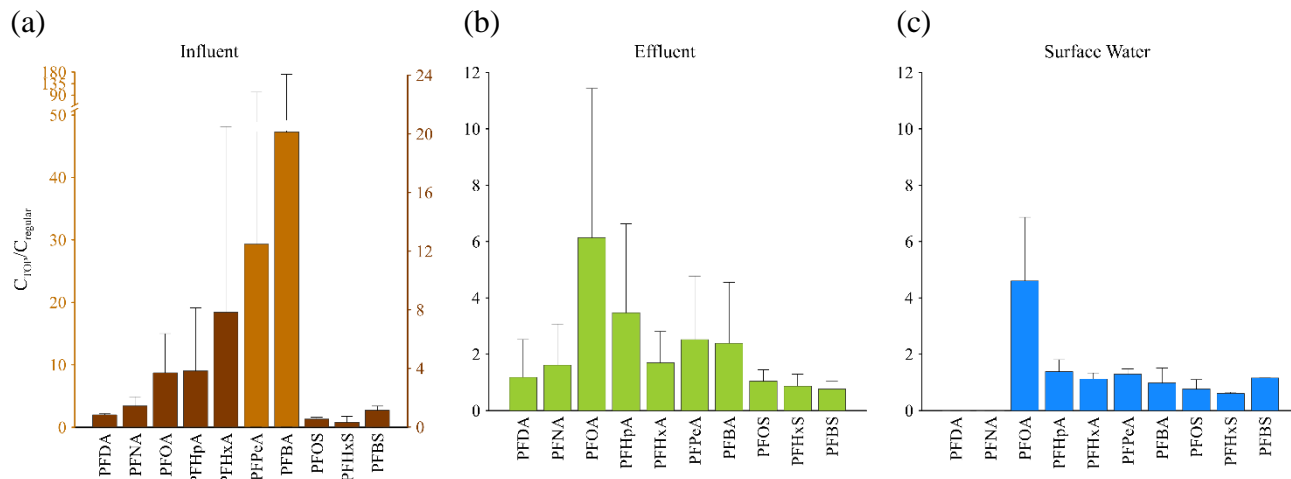 (a)
Influent
C_TOP/C_regular
180
135
90
50
40
30
20
10
0
24
20
16
12
8
4
0
PFDA
PFNA
PFOA
PFHpA
PFHxA
PFPeA
PFBA
PFOS
PFHxS
PFBS
(b)
Effluent
12
10
8
6
4
2
0
PFDA
PFNA
PFOA
PFHpA
PFHxA
PFPeA
PFBA
PFOS
PFHxS
PFBS
(c)
Surface Water
12
10
8
6
4
2
0
PFDA
PFNA
PFOA
PFHpA
PFHxA
PFPeA
PFBA
PFOS
PFHxS
PFBS